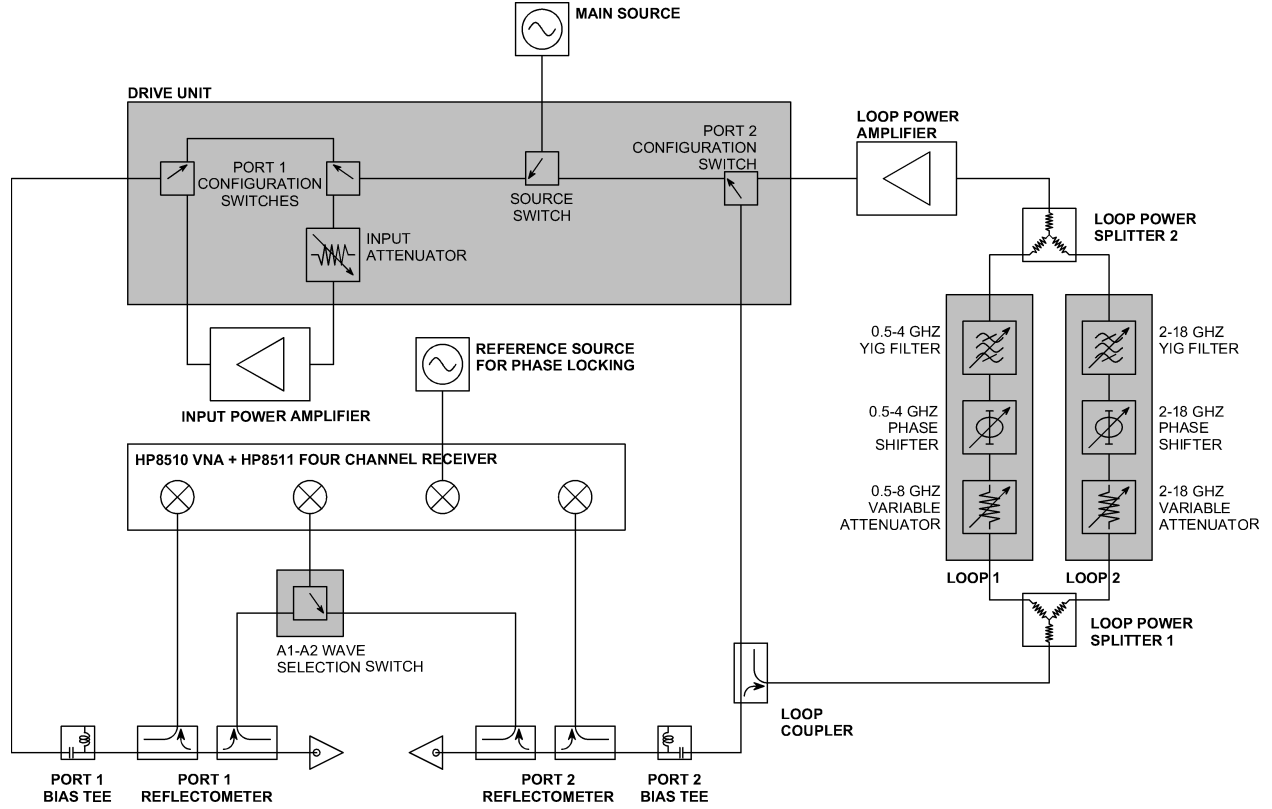 MAIN SOURCE
DRIVE UNIT
PORT 1
CONFIGURATION
SWITCHES
INPUT
ATTENUATOR
SOURCE
SWITCH
PORT 2
CONFIGURATION
SWITCH
LOOP POWER
AMPLIFIER
LOOP POWER
SPLITTER 2
INPUT POWER AMPLIFIER
REFERENCE SOURCE
FOR PHASE LOCKING
0.5-4 GHZ
YIG FILTER
2-18 GHZ
YIG FILTER
0.5-4 GHZ
PHASE
SHIFTER
2-18 GHZ
PHASE
SHIFTER
0.5-8 GHZ
VARIABLE
ATTENUATOR
2-18 GHZ
VARIABLE
ATTENUATOR
LOOP 1
LOOP 2
LOOP POWER
SPLITTER 1
HP8510 VNA + HP8511 FOUR CHANNEL RECEIVER
A1-A2 WAVE
SELECTION SWITCH
LOOP
COUPLER
PORT 1
BIAS TEE
PORT 1
REFLECTOMETER
PORT 2
REFLECTOMETER
PORT 2
BIAS TEE